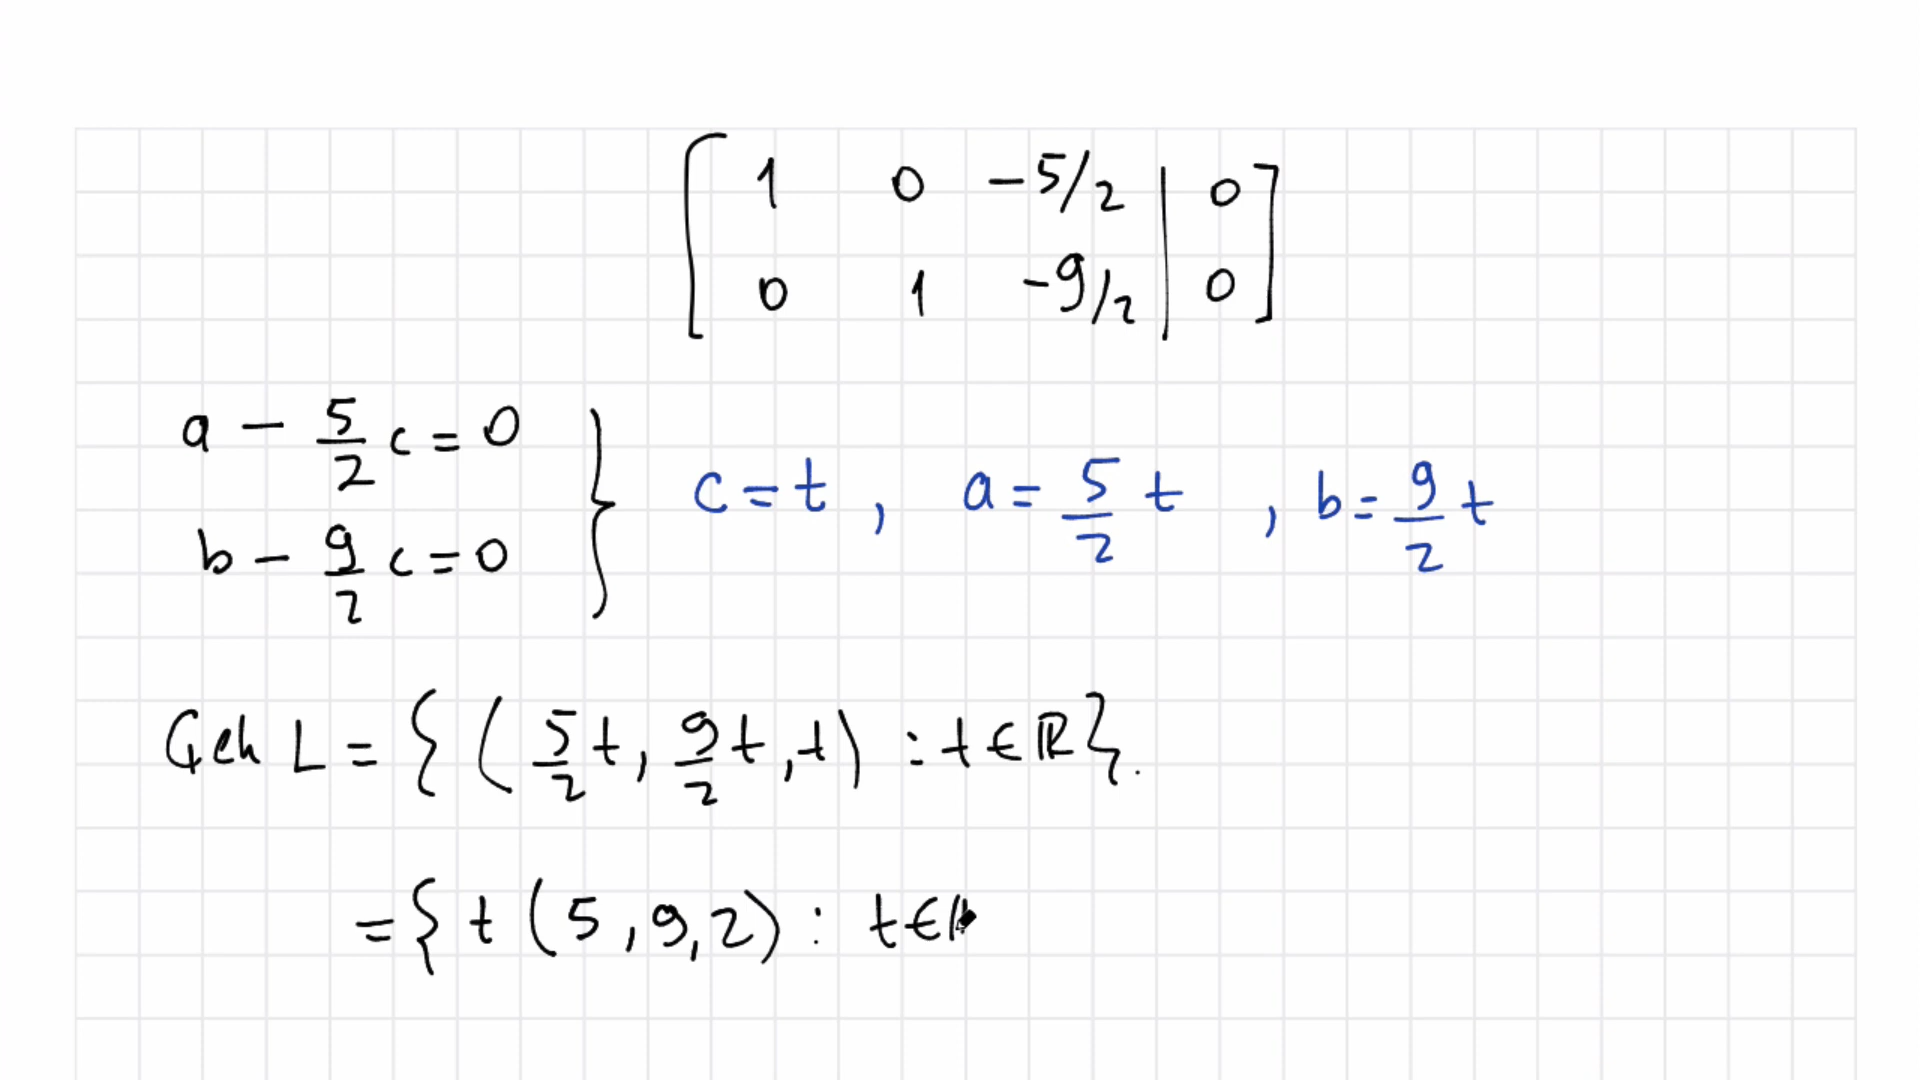 [ 1 0 -5/2 | 0 ]
[ 0 1 -9/2 | 0 ]
a - 5/2 c = 0
b - 9/2 c = 0
} c = t , a = 5/2 t , b = 9/2 t
Çek L = { ( 5/2 t, 9/2 t, t ) : t ∈ ℝ }.
= { t ( 5, 9, 2 ) : t ∈